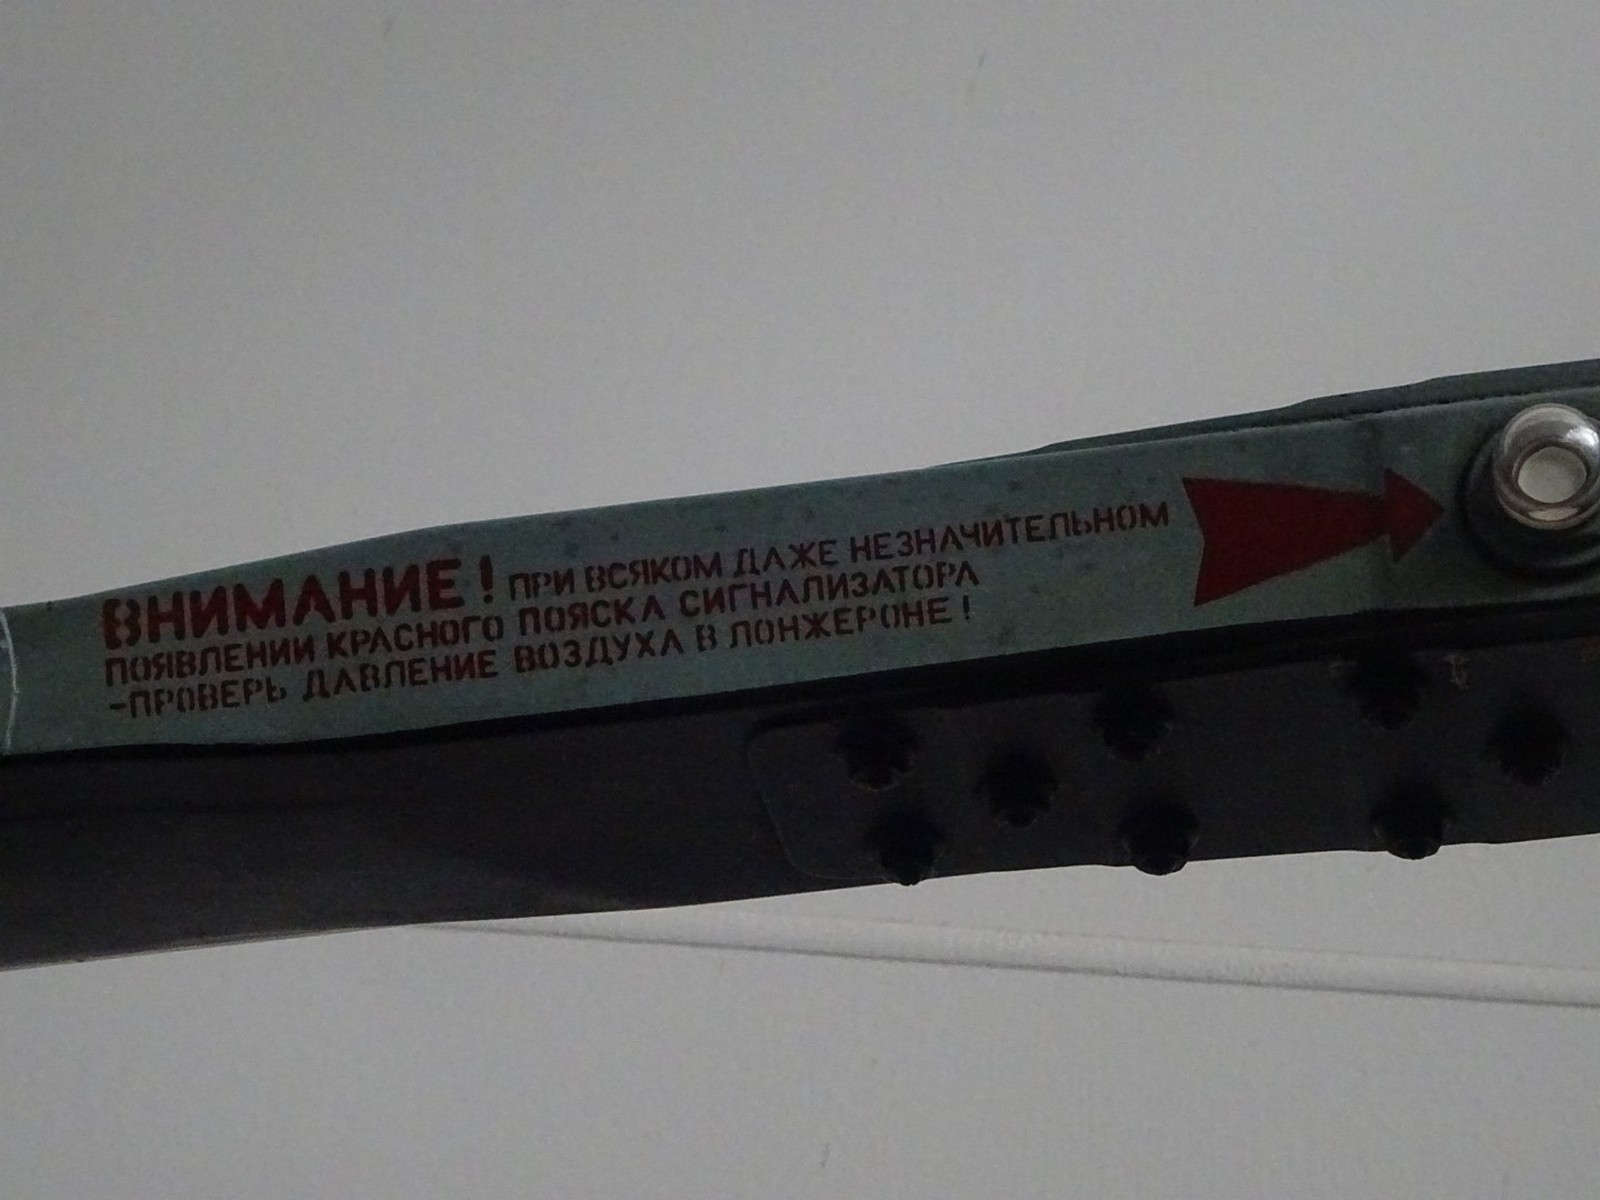 ВНИМАНИЕ! ПРИ ВСЯКОМ ДАЖЕ НЕЗНАЧИТЕЛЬНОМ
ПОЯВЛЕНИИ КРАСНОГО ПОЯСКА СИГНАЛИЗАТОРА
-ПРОВЕРЬ ДАВЛЕНИЕ ВОЗДУХА В ЛОНЖЕРОНЕ!